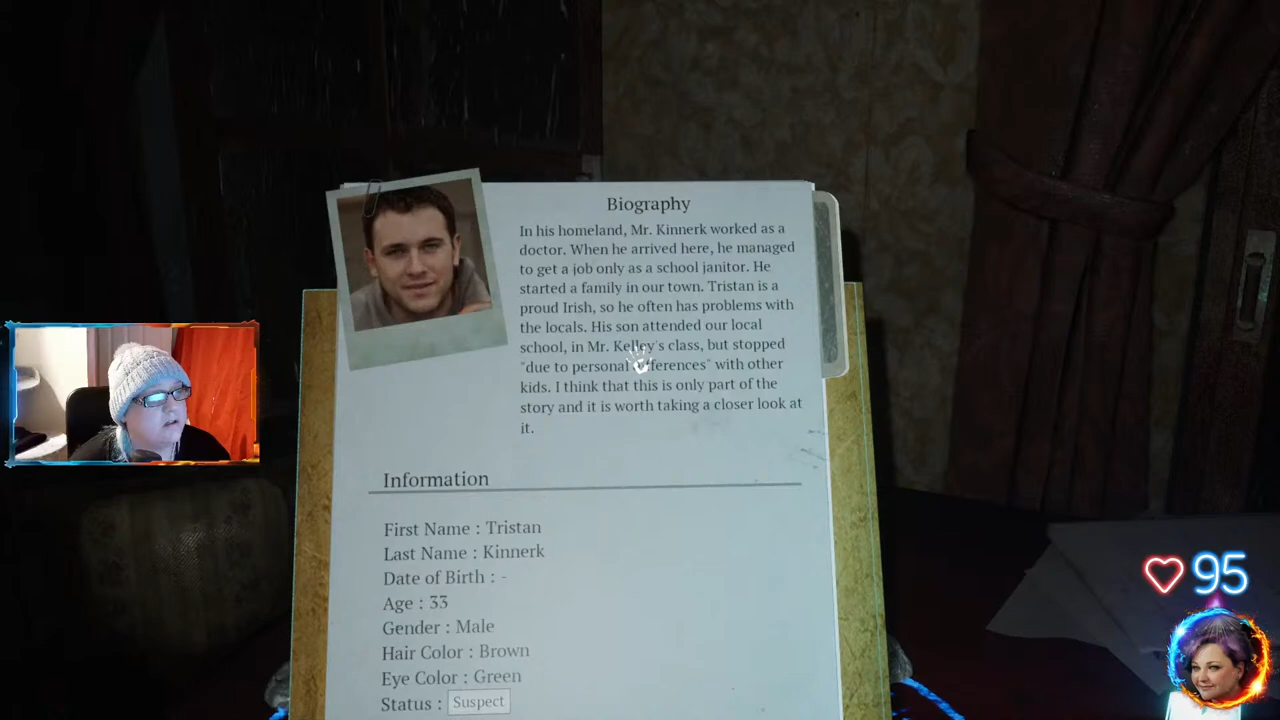 Biography
In his homeland, Mr. Kinnerk worked as a
doctor. When he arrived here, he managed
to get a job only as a school janitor. He
started a family in our town. Tristan is a
proud Irish, so he often has problems with
the locals. His son attended our local
school, in Mr. Kelley's class, but stopped
"due to personal differences" with other
kids. I think that this is only part of the
story and it is worth taking a closer look at
it.
Information
First Name : Tristan
Last Name : Kinnerk
Date of Birth : -
Age : 33
Gender : Male
Hair Color : Brown
Eye Color : Green
Status : Suspect
95